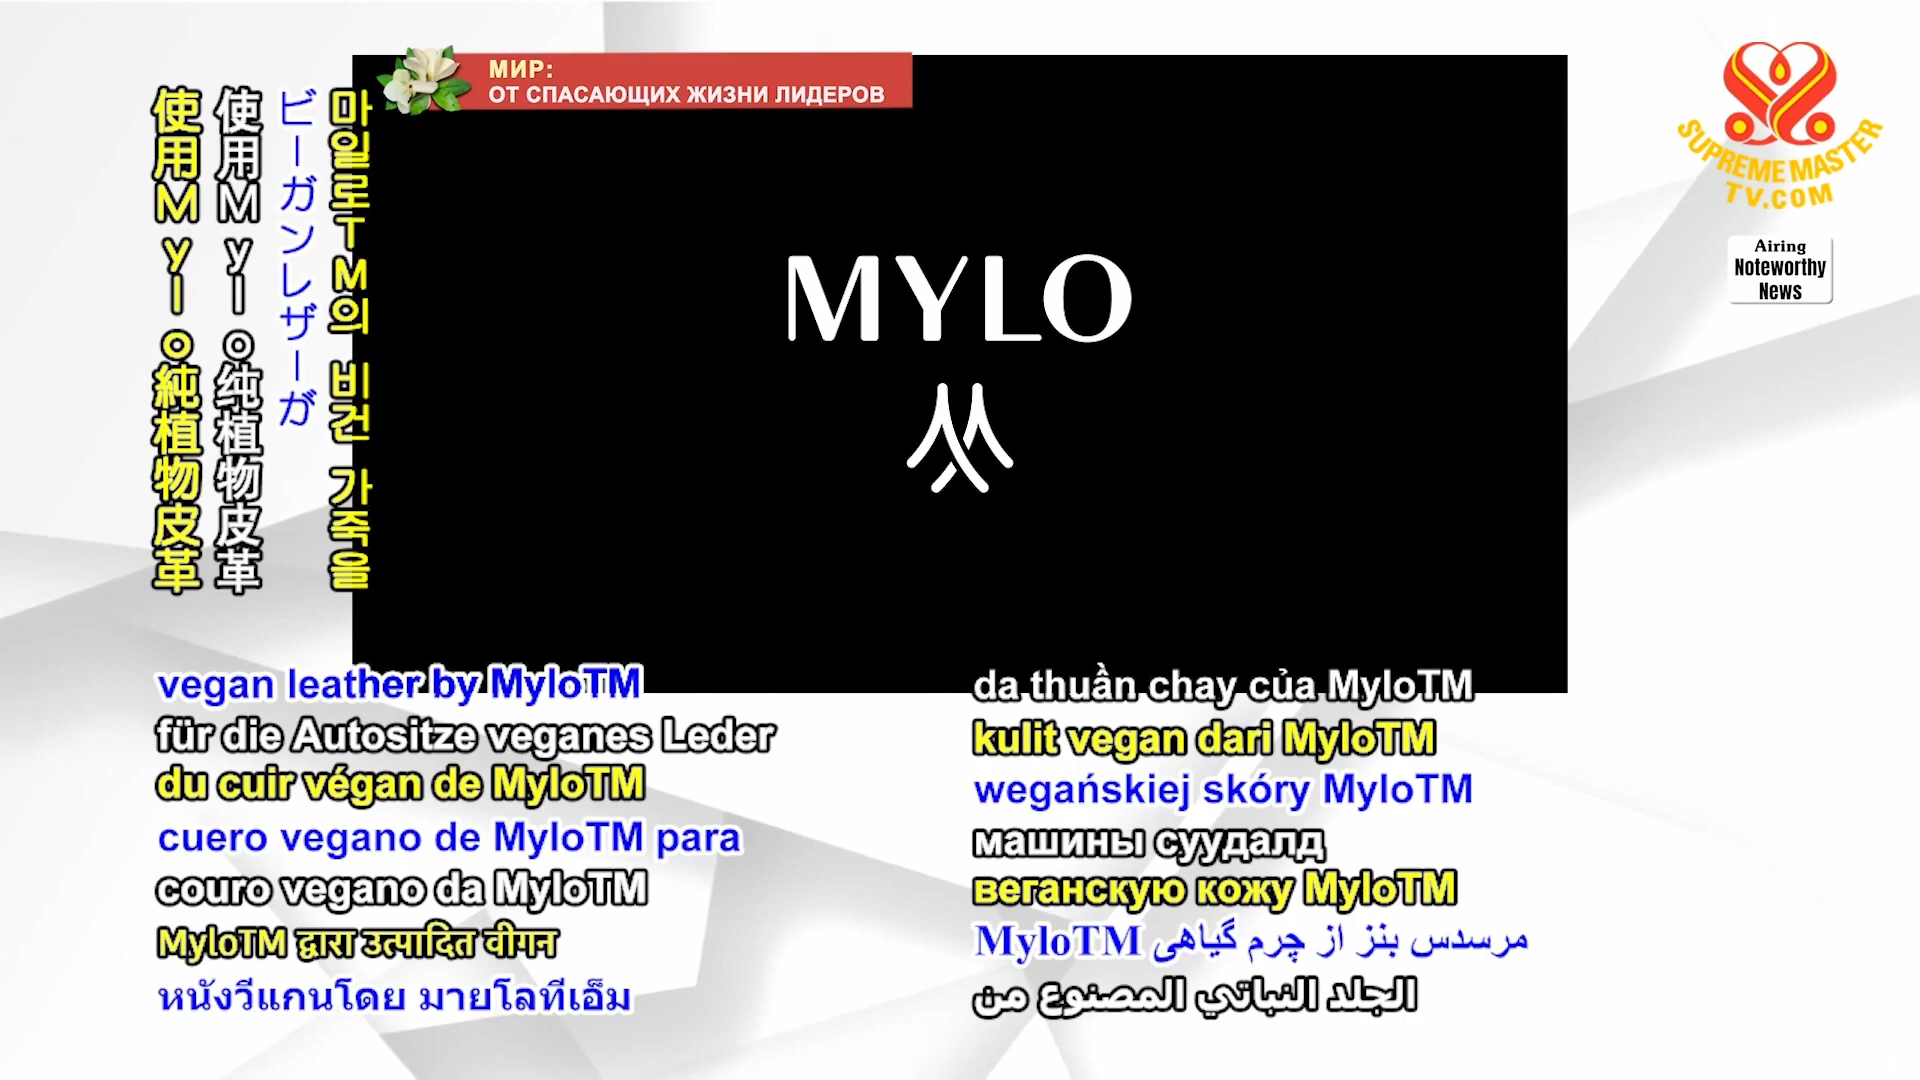 МИР:
ОТ СПАСАЮЩИХ ЖИЗНИ ЛИДЕРОВ
SUPREME MASTER
TV.COM
Airing
Noteworthy
News
使用Mylo純植物皮革
使用Mylo纯植物皮革
ビーガンレザーが
마일로TM의 비건 가죽을
MYLO
vegan leather by MyloTM
für die Autositze veganes Leder
du cuir végan de MyloTM
cuero vegano de MyloTM para
couro vegano da MyloTM
MyloTM द्वारा उत्पादित वीगन
หนังวีแกนโดย มายโลทีเอ็ม
da thuần chay của MyloTM
kulit vegan dari MyloTM
wegańskiej skóry MyloTM
машины суудалд
веганскую кожу MyloTM
مرسدس بنز از چرم گیاهی MyloTM
الجلد النباتي المصنوع من